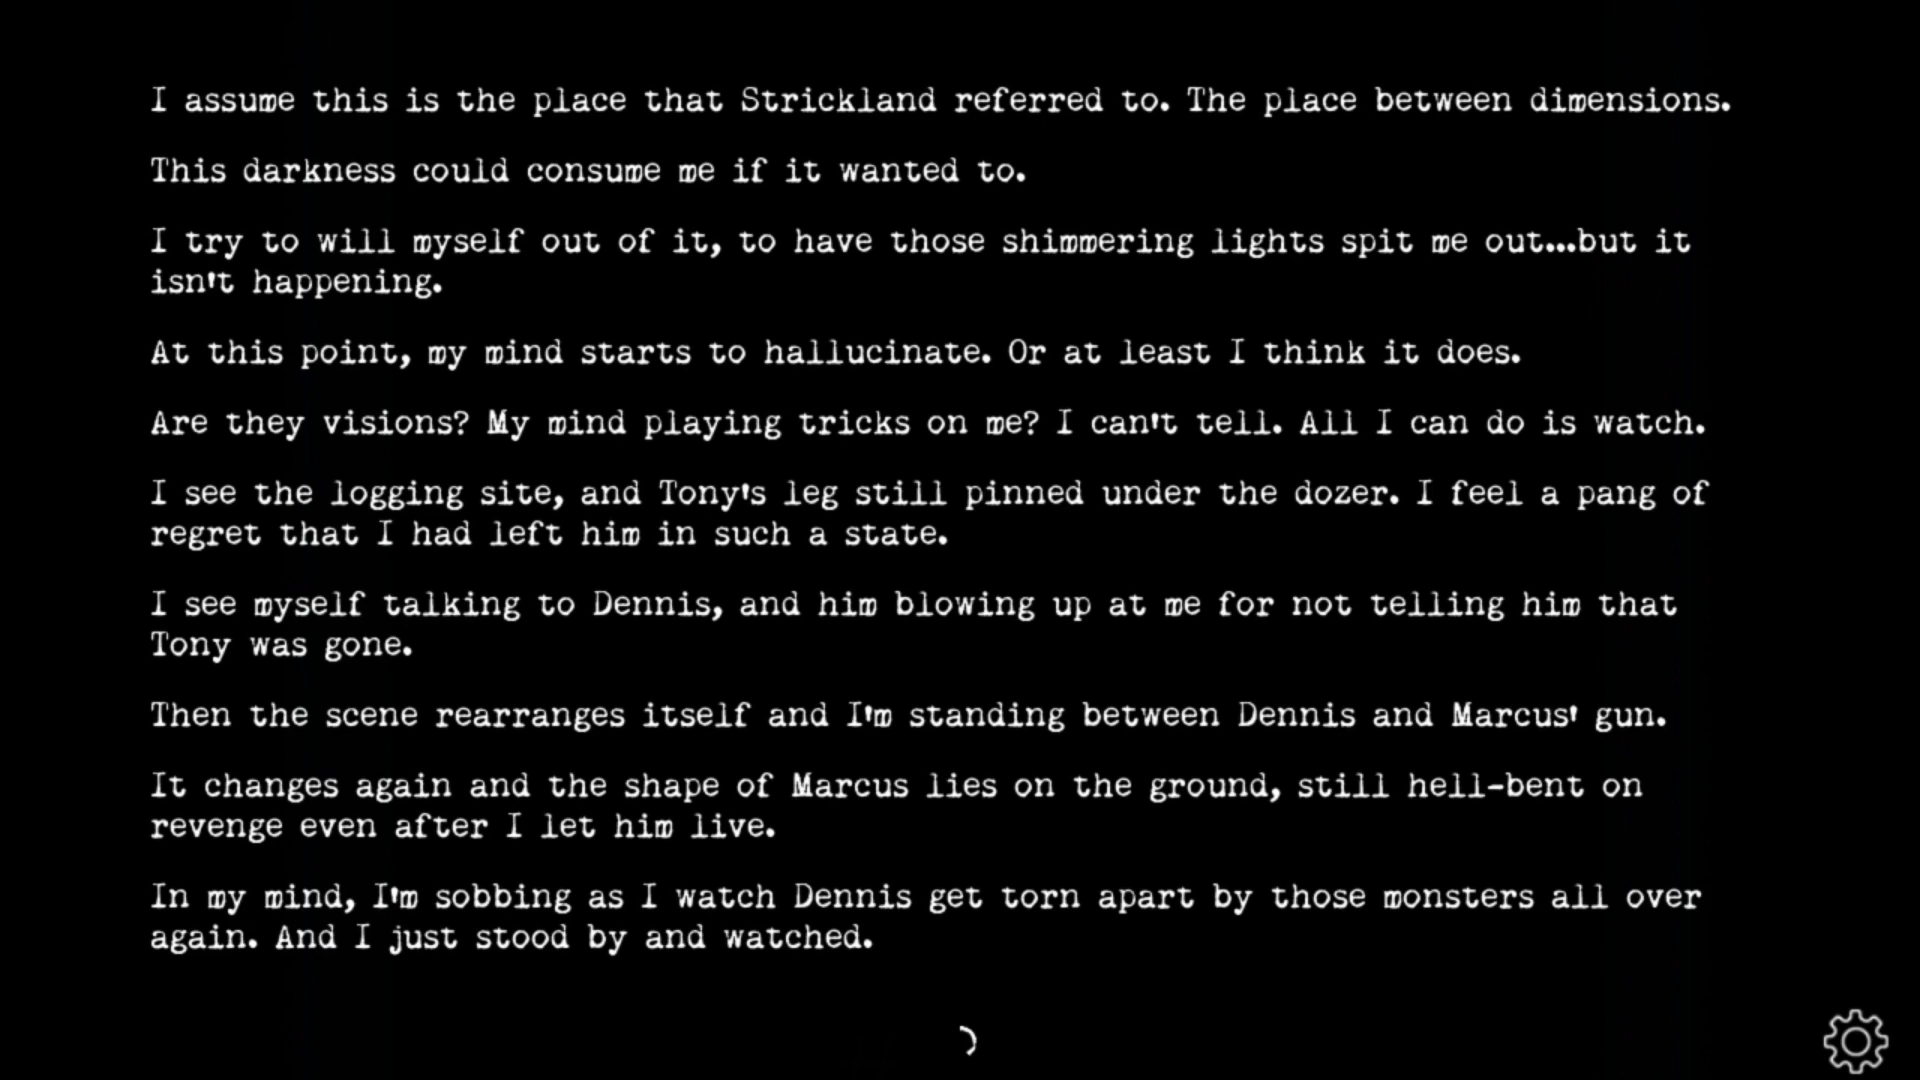 I assume this is the place that Strickland referred to. The place between dimensions.
This darkness could consume me if it wanted to.
I try to will myself out of it, to have those shimmering lights spit me out...but it
isn't happening.
At this point, my mind starts to hallucinate. Or at least I think it does.
Are they visions? My mind playing tricks on me? I can't tell. All I can do is watch.
I see the logging site, and Tony's leg still pinned under the dozer. I feel a pang of
regret that I had left him in such a state.
I see myself talking to Dennis, and him blowing up at me for not telling him that
Tony was gone.
Then the scene rearranges itself and I'm standing between Dennis and Marcus' gun.
It changes again and the shape of Marcus lies on the ground, still hell-bent on
revenge even after I let him live.
In my mind, I'm sobbing as I watch Dennis get torn apart by those monsters all over
again. And I just stood by and watched.